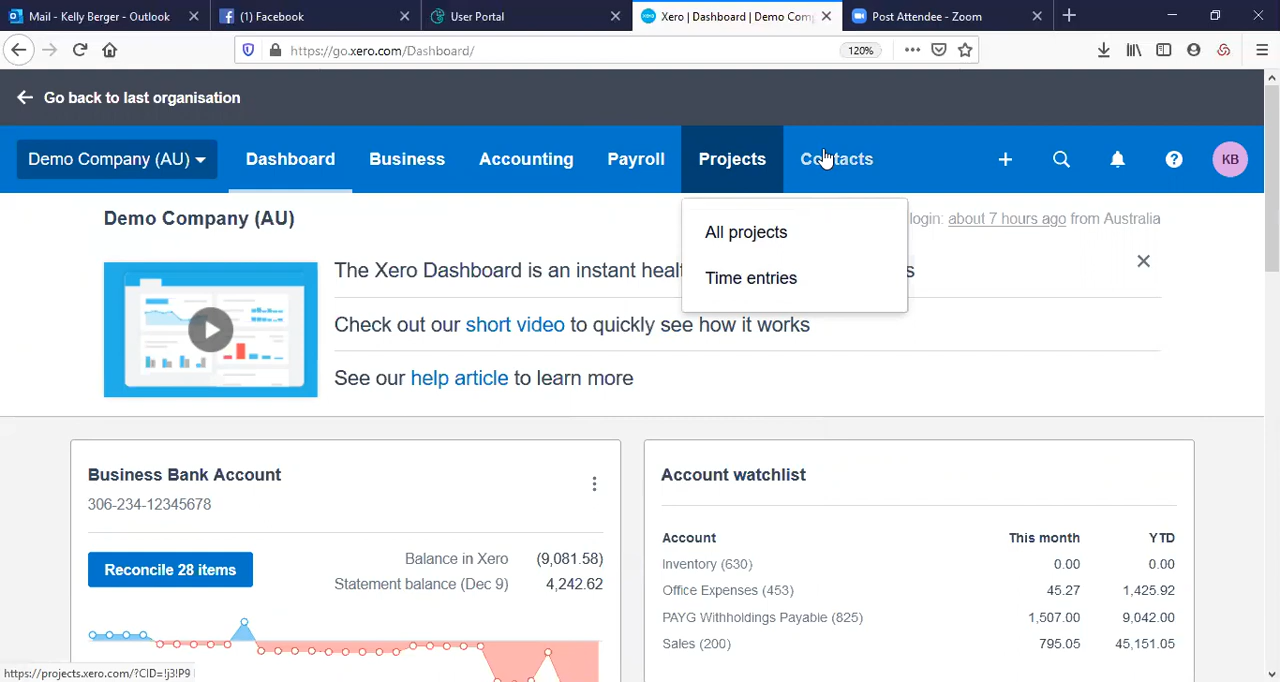 Mail - Kelly Berger - Outlook
(1) Facebook
User Portal
Xero | Dashboard | Demo Comp
Post Attendee - Zoom
https://go.xero.com/Dashboard/
120%
Go back to last organisation
Demo Company (AU)
Dashboard
Business
Accounting
Payroll
Projects
Contacts
KB
Demo Company (AU)
All projects
Time entries
login: about 7 hours ago from Australia
The Xero Dashboard is an instant heal
s
Check out our short video to quickly see how it works
See our help article to learn more
Business Bank Account
306-234-12345678
Reconcile 28 items
Balance in Xero (9,081.58)
Statement balance (Dec 9) 4,242.62
Account watchlist
Account This month YTD
Inventory (630) 0.00 0.00
Office Expenses (453) 45.27 1,425.92
PAYG Withholdings Payable (825) 1,507.00 9,042.00
Sales (200) 795.05 45,151.05
https://projects.xero.com/?CID=!j3!P9